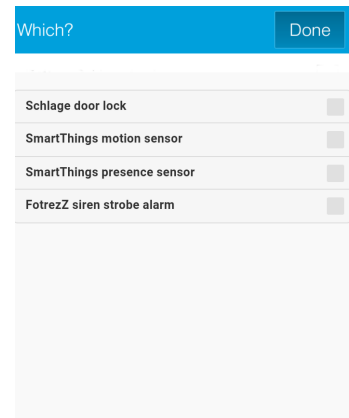 Which?
Done
Schlage door lock
SmartThings motion sensor
SmartThings presence sensor
FotrezZ siren strobe alarm